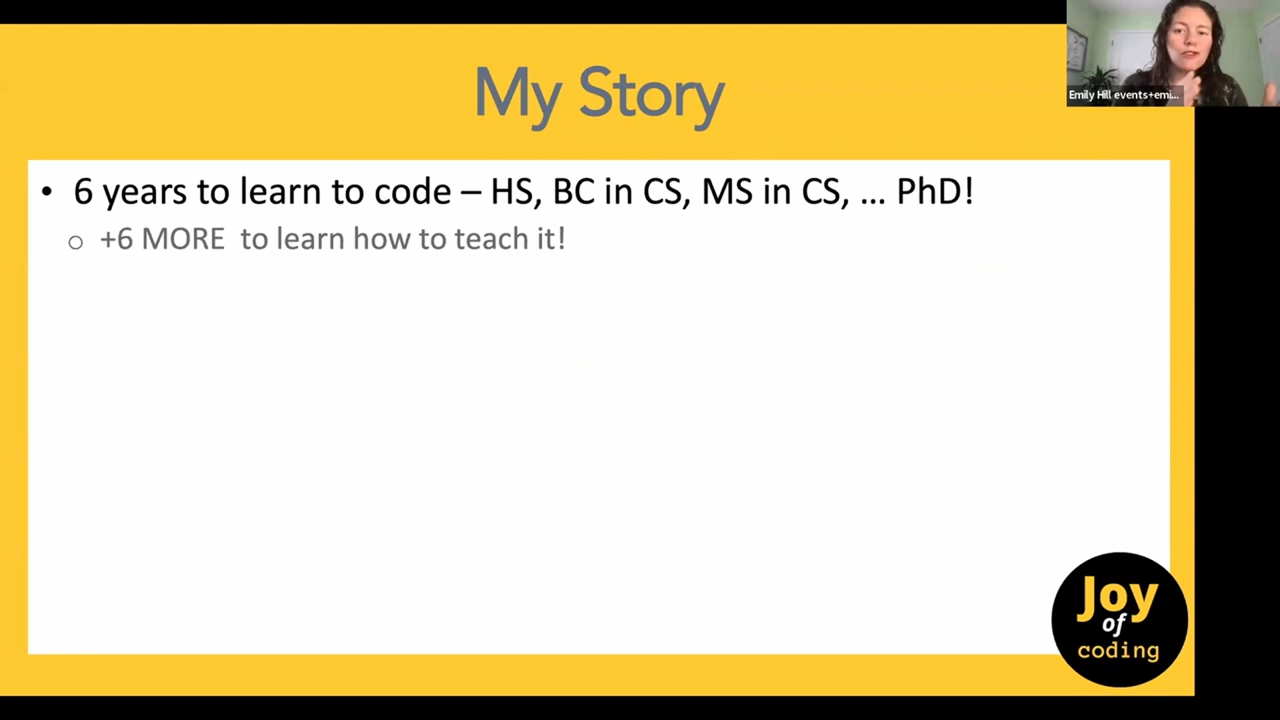 My Story
Emily Hill events+emi...
• 6 years to learn to code – HS, BC in CS, MS in CS, ... PhD!
○ +6 MORE to learn how to teach it!
Joy
of
coding